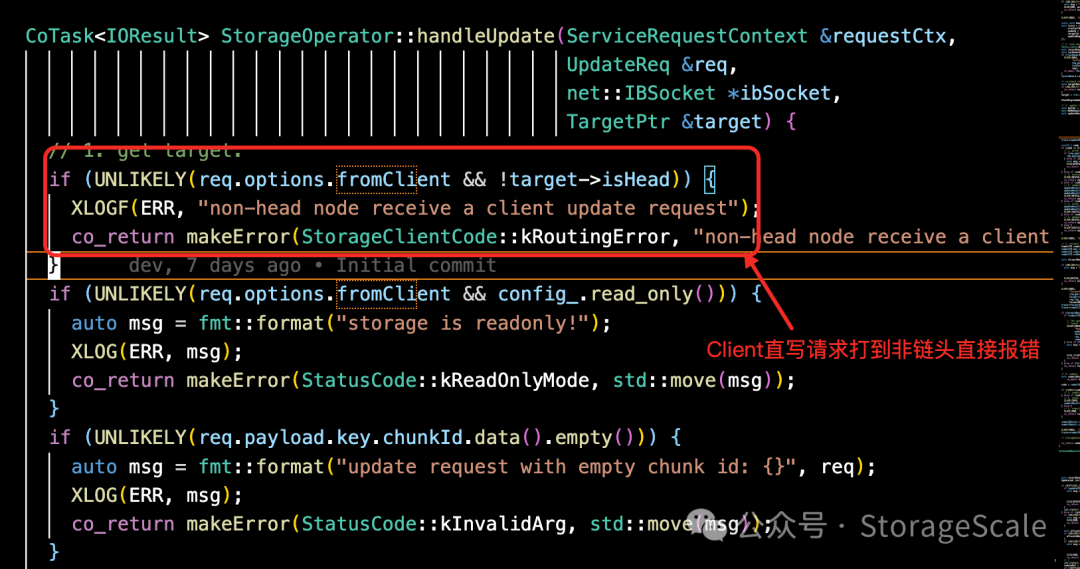 CoTask<IOResult> StorageOperator::handleUpdate(ServiceRequestContext &requestCtx,
UpdateReq &req,
net::IBSocket *ibSocket,
TargetPtr &target) {
// 1. get target.
if (UNLIKELY(req.options.fromClient && !target->isHead)) {
XLOGF(ERR, "non-head node receive a client update request");
co_return makeError(StorageClientCode::kRoutingError, "non-head node receive a client
} dev, 7 days ago • Initial commit
if (UNLIKELY(req.options.fromClient && config_.read_only())) {
auto msg = fmt::format("storage is readonly!");
Client直写请求打到非链头直接报错
XLOG(ERR, msg);
co_return makeError(StatusCode::kReadOnlyMode, std::move(msg));
}
if (UNLIKELY(req.payload.key.chunkId.data().empty())) {
auto msg = fmt::format("update request with empty chunk id: {}", req);
XLOG(ERR, msg);
co_return makeError(StatusCode::kInvalidArg, std::move(msg));
公众号 · StorageScale
}